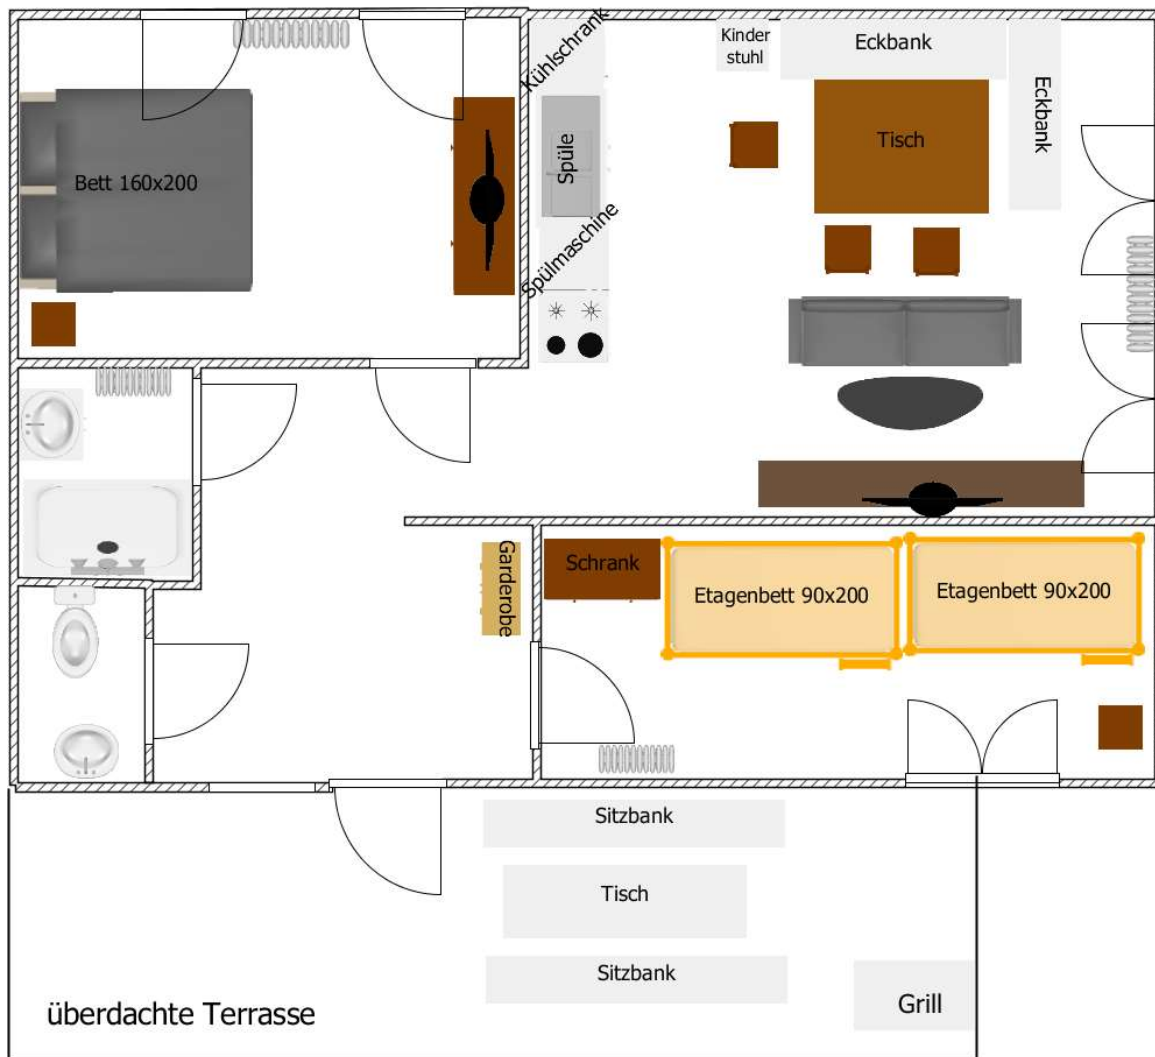 Kühlschrank
Kinder
stuhl
Eckbank
Eckbank
Tisch
Spüle
Bett 160x200
Spülmaschine
Garderobe
Schrank
Etagenbett 90x200
Etagenbett 90x200
Sitzbank
Tisch
Sitzbank
Grill
überdachte Terrasse